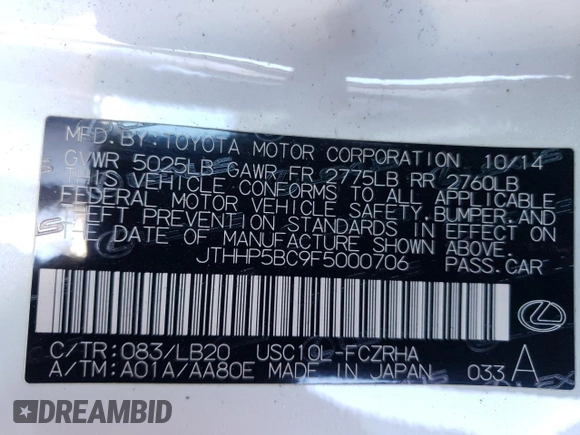 MFD. BY: TOYOTA MOTOR CORPORATION 10/14
GVWR 5025LB GAWR FR 2775LB RR 2760LB
THIS VEHICLE CONFORMS TO ALL APPLICABLE
FEDERAL MOTOR VEHICLE SAFETY, BUMPER, AND
THEFT PREVENTION STANDARDS IN EFFECT ON
THE DATE OF MANUFACTURE SHOWN ABOVE.
JTHHP5BC9F5000706 PASS.CAR
C/TR: 083/LB20 USC10L-FCZRHA
A/TM: A01A/AA80E MADE IN JAPAN 033 A
DREAMBID